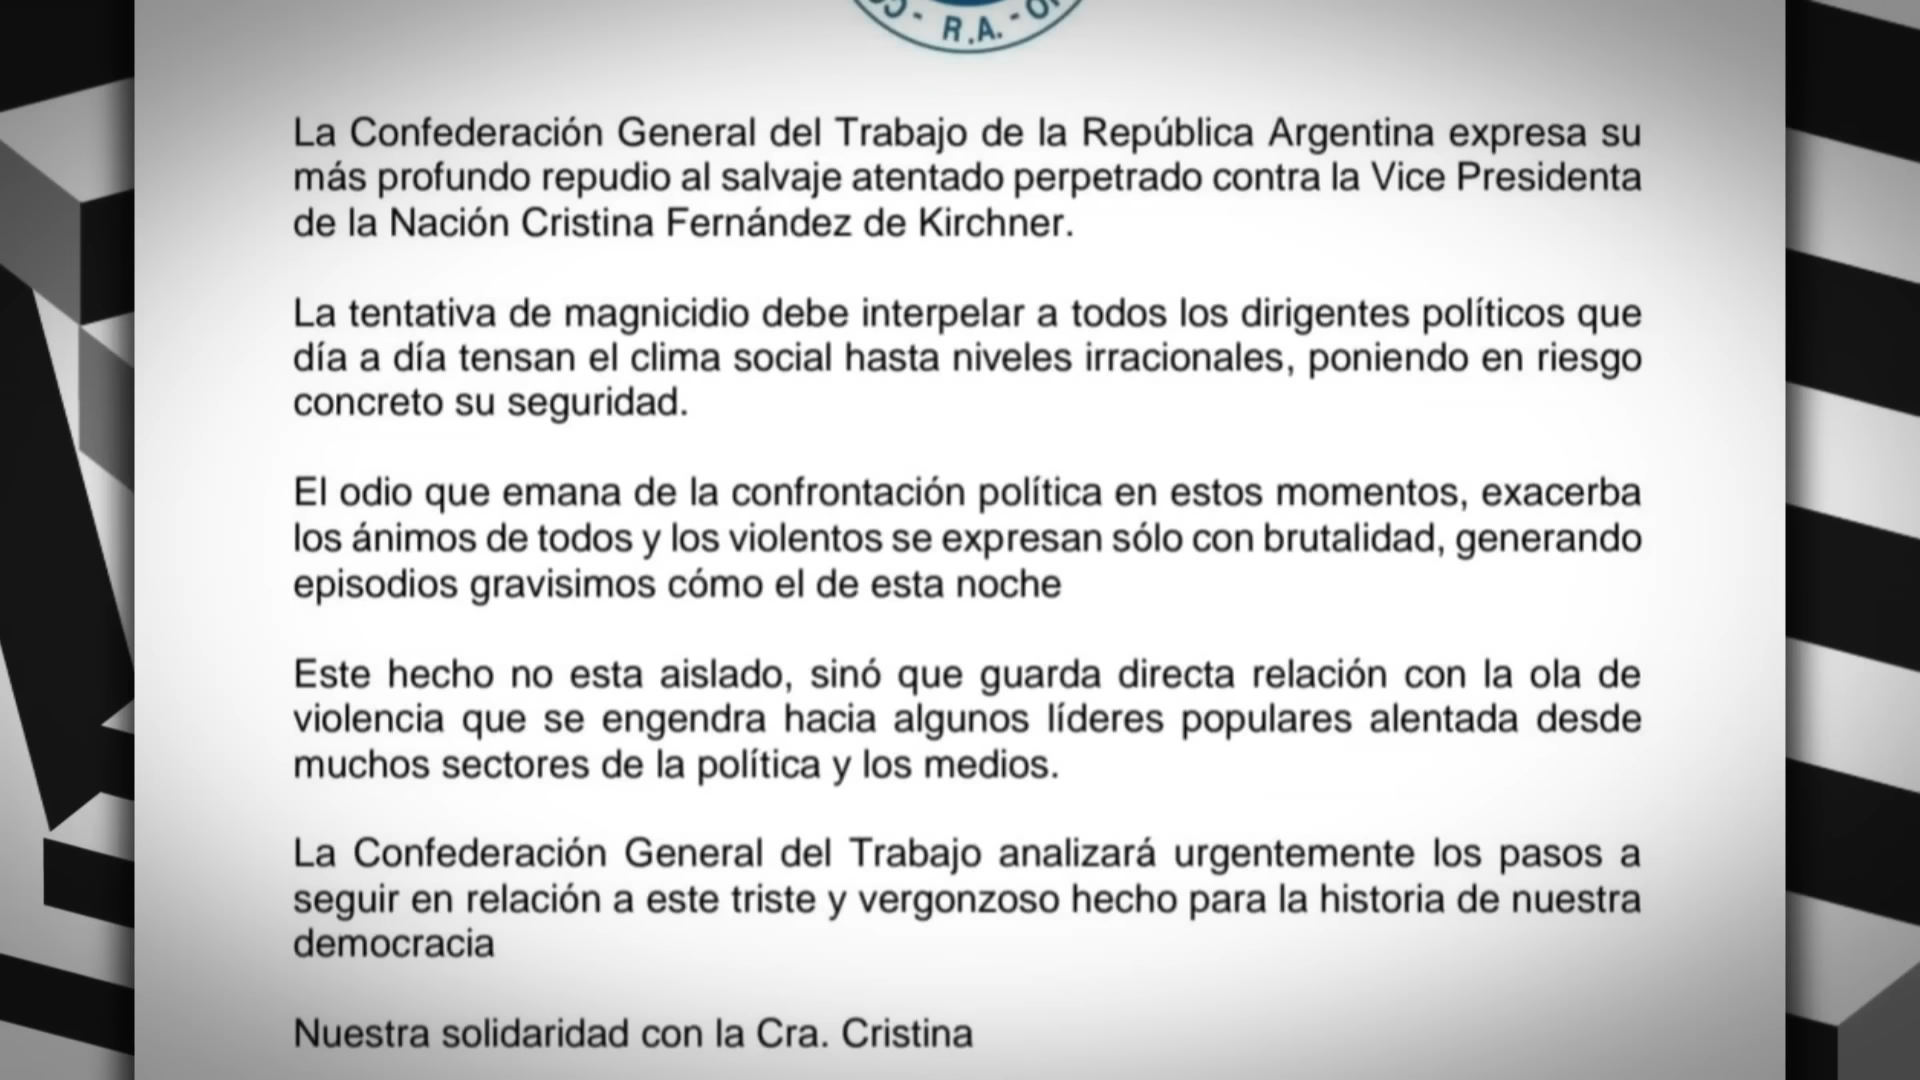 R.A.
La Confederación General del Trabajo de la República Argentina expresa su
más profundo repudio al salvaje atentado perpetrado contra la Vice Presidenta
de la Nación Cristina Fernández de Kirchner.
La tentativa de magnicidio debe interpelar a todos los dirigentes políticos que
día a día tensan el clima social hasta niveles irracionales, poniendo en riesgo
concreto su seguridad.
El odio que emana de la confrontación política en estos momentos, exacerba
los ánimos de todos y los violentos se expresan sólo con brutalidad, generando
episodios gravisimos cómo el de esta noche
Este hecho no esta aislado, sinó que guarda directa relación con la ola de
violencia que se engendra hacia algunos líderes populares alentada desde
muchos sectores de la política y los medios.
La Confederación General del Trabajo analizará urgentemente los pasos a
seguir en relación a este triste y vergonzoso hecho para la historia de nuestra
democracia
Nuestra solidaridad con la Cra. Cristina